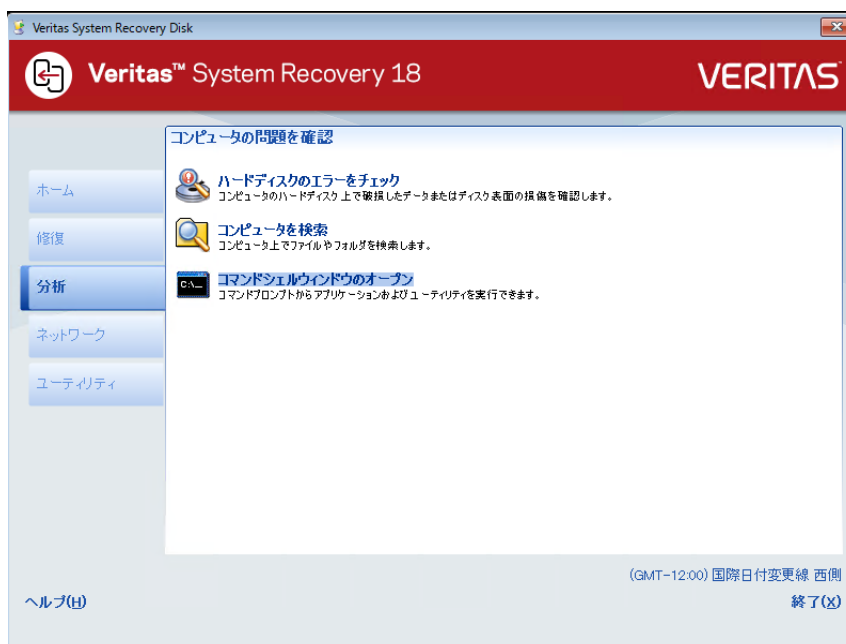 Veritas System Recovery Disk
Veritas™ System Recovery 18
VERITAS
コンピュータの問題を確認
ホーム
修復
分析
ネットワーク
ユーティリティ
ハードディスクのエラーをチェック
コンピュータのハードディスク上で破損したデータまたはディスク表面の損傷を確認します。
コンピュータを検索
コンピュータ上でファイルやフォルダを検索します。
C:\_
コマンドシェルウィンドウのオープン
コマンドプロンプトからアプリケーションおよびユーティリティを実行できます。
(GMT-12:00) 国際日付変更線 西側
ヘルプ(H)
終了(X)